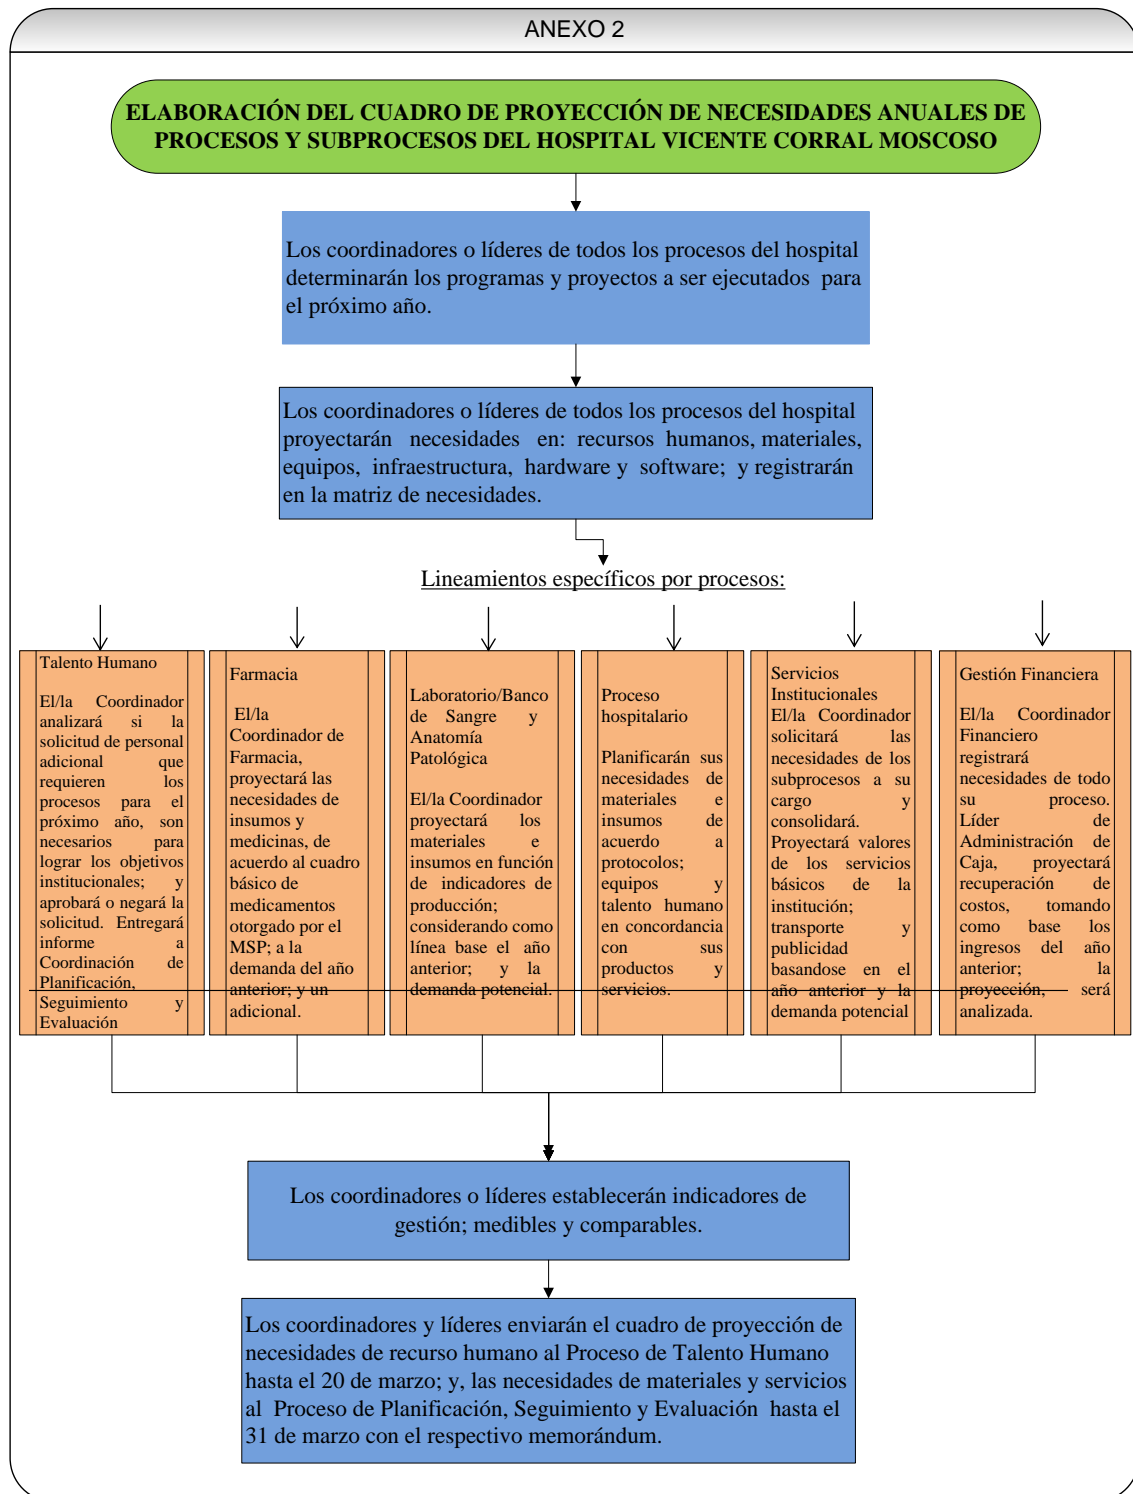 ANEXO 2
ELABORACIÓN DEL CUADRO DE PROYECCIÓN DE NECESIDADES ANUALES DE
PROCESOS Y SUBPROCESOS DEL HOSPITAL VICENTE CORRAL MOSCOSO
Los coordinadores o líderes de todos los procesos del hospital
determinarán los programas y proyectos a ser ejecutados para
el próximo año.
Los coordinadores o líderes de todos los procesos del hospital
proyectarán necesidades en: recursos humanos, materiales,
equipos, infraestructura, hardware y software; y registrarán
en la matriz de necesidades.
Lineamientos específicos por procesos:
Talento Humano
El/la Coordinador
analizará si la
solicitud de personal
adicional que
requieren los
procesos para el
próximo año, son
necesarios para
lograr los objetivos
institucionales; y
aprobará o negará la
solicitud. Entregará
informe a
Coordinación de
Planificación,
Seguimiento y
Evaluación
Farmacia
El/la
Coordinador de
Farmacia,
proyectará las
necesidades de
insumos y
medicinas, de
acuerdo al cuadro
básico de
medicamentos
otorgado por el
MSP; a la
demanda del año
anterior; y un
adicional.
Laboratorio/Banco
de Sangre y
Anatomía
Patológica
El/la Coordinador
proyectará los
materiales e
insumos en función
de indicadores de
producción;
considerando como
línea base el año
anterior; y la
demanda potencial.
Proceso
hospitalario
Planificarán sus
necesidades de
materiales e
insumos de
acuerdo a
protocolos;
equipos y
talento humano
en concordancia
con sus
productos y
servicios.
Servicios
Institucionales
El/la Coordinador
solicitará las
necesidades de los
subprocesos a su
cargo y
consolidará.
Proyectará valores
de los servicios
básicos de la
institución;
transporte y
publicidad
basandose en el
año anterior y la
demanda potencial
Gestión Financiera
El/la Coordinador
Financiero
registrará
necesidades de todo
su proceso.
Líder de
Administración de
Caja, proyectará
recuperación de
costos, tomando
como base los
ingresos del año
anterior; la
proyección, será
analizada.
Los coordinadores o líderes establecerán indicadores de
gestión; medibles y comparables.
Los coordinadores y líderes enviarán el cuadro de proyección de
necesidades de recurso humano al Proceso de Talento Humano
hasta el 20 de marzo; y, las necesidades de materiales y servicios
al Proceso de Planificación, Seguimiento y Evaluación hasta el
31 de marzo con el respectivo memorándum.